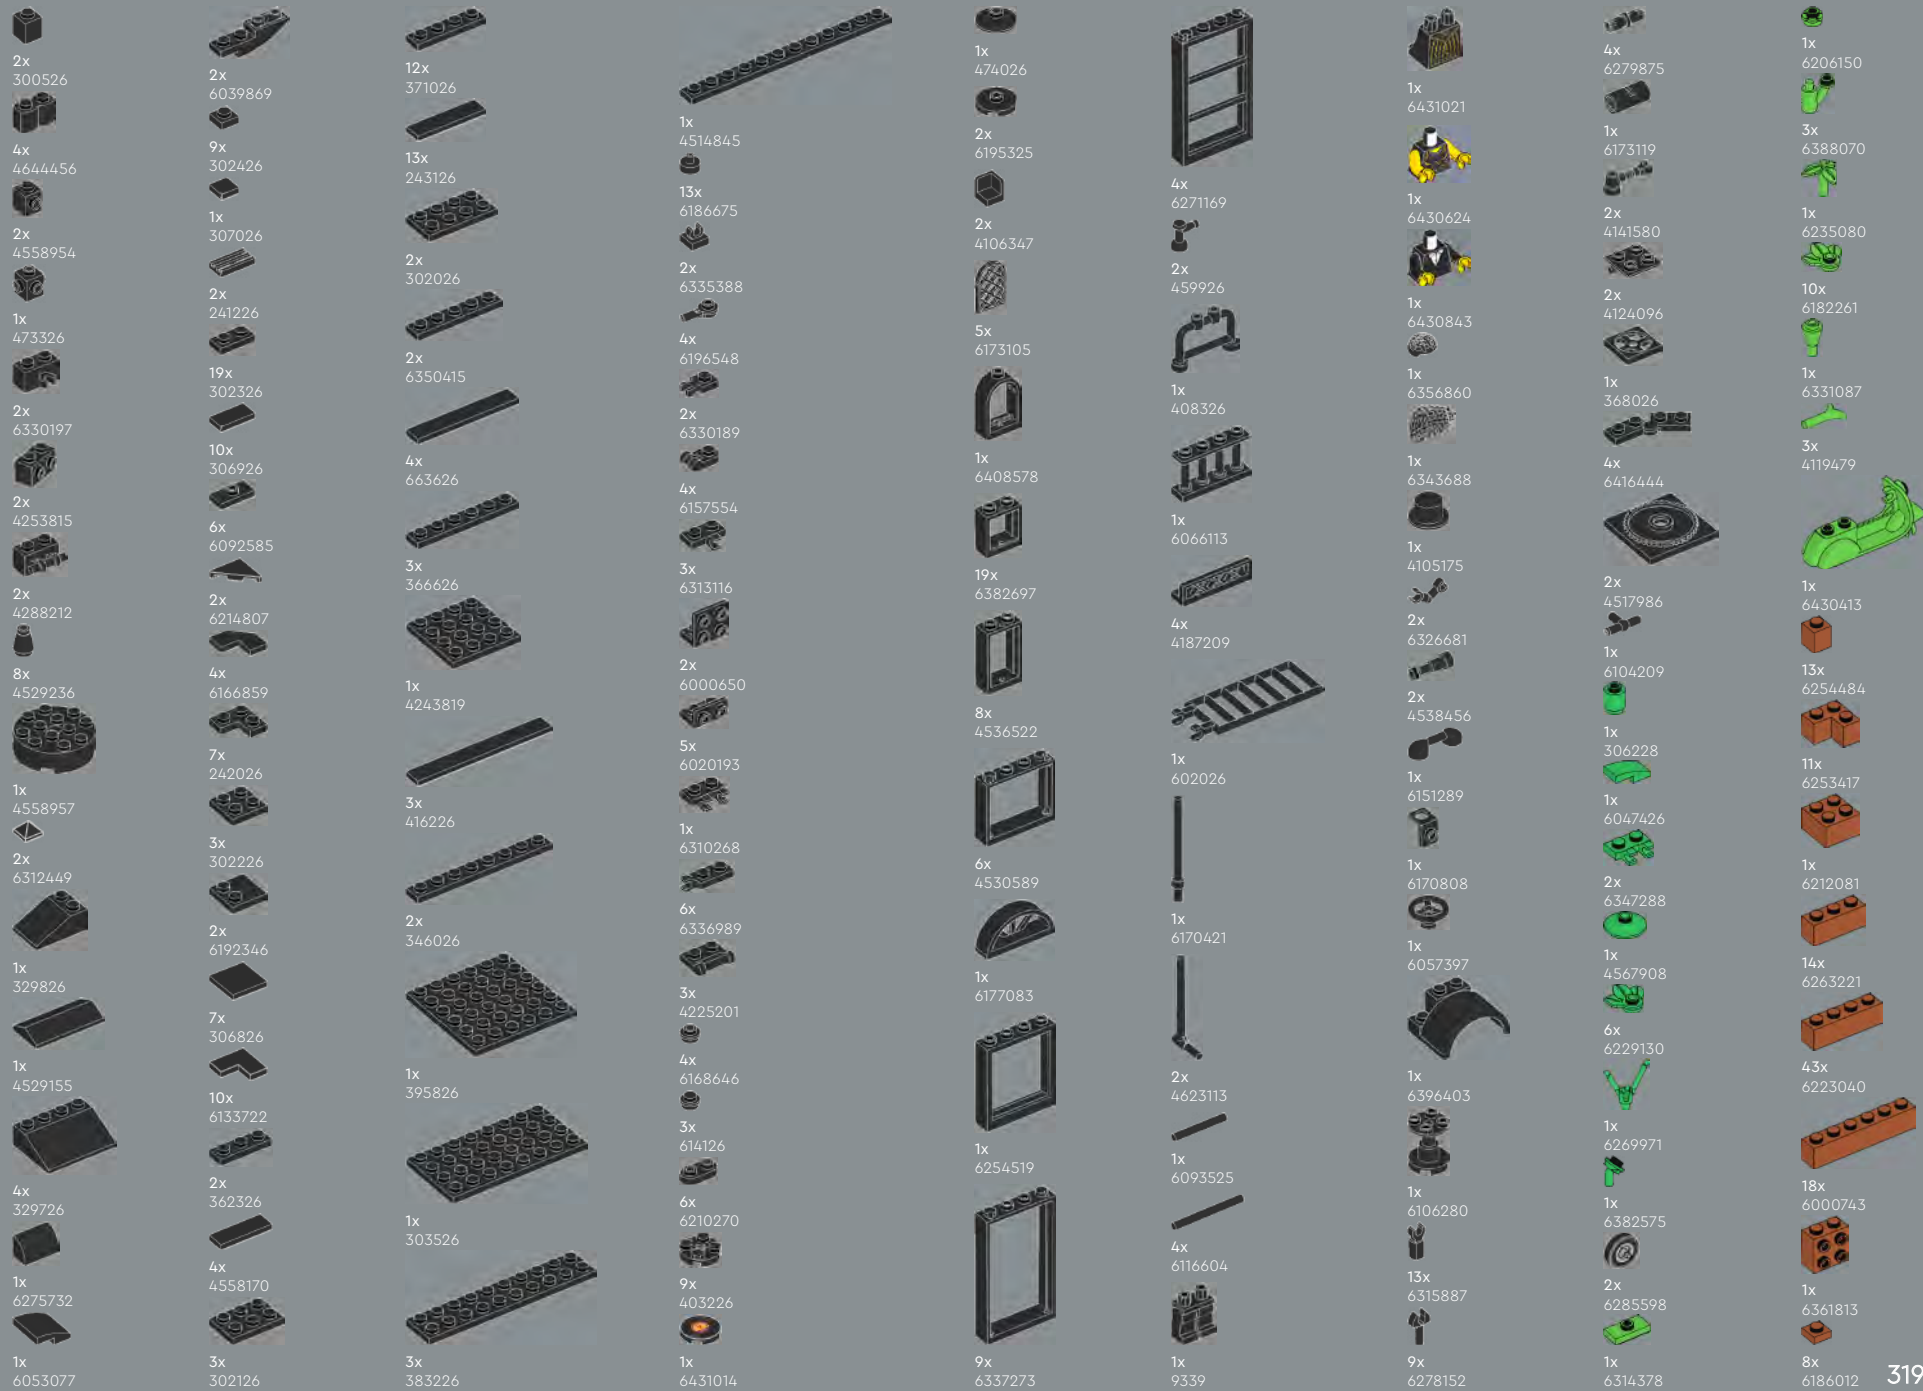 2x
300526
4x
4644456
2x
4558954
1x
473326
2x
6330197
2x
4253815
2x
4288212
8x
4529236
1x
4558957
2x
6312449
1x
329826
1x
4529155
4x
329726
1x
6275732
1x
6053077
2x
6039869
9x
302426
1x
307026
2x
241226
19x
302326
10x
306926
6x
6092585
2x
6214807
4x
6166859
7x
242026
3x
302226
2x
6192346
7x
306826
10x
6133722
2x
362326
4x
4558170
3x
302126
12x
371026
13x
243126
2x
302026
2x
6350415
4x
663626
3x
366626
1x
4243819
3x
416226
2x
346026
1x
395826
1x
303526
3x
383226
1x
4514845
13x
6186675
2x
6335388
4x
6196548
2x
6330189
4x
6157554
3x
6313116
2x
6000650
5x
6020193
1x
6310268
6x
6336989
3x
4225201
4x
6168646
3x
614126
6x
6210270
9x
403226
1x
6431014
1x
474026
2x
6195325
2x
4106347
5x
6173105
1x
6408578
19x
6382697
8x
4536522
6x
4530589
1x
6177083
1x
6254519
9x
6337273
4x
6271169
2x
459926
1x
408326
1x
6066113
4x
4187209
1x
602026
1x
6170421
2x
4623113
1x
6093525
4x
6116604
1x
9339
1x
6431021
1x
6430624
1x
6430843
1x
6356860
1x
6343688
1x
4105175
2x
6326681
2x
4538456
1x
6151289
1x
6170808
1x
6057397
1x
6396403
1x
6106280
13x
6315887
9x
6278152
4x
6279875
1x
6173119
2x
4141580
2x
4124096
1x
368026
4x
6416444
2x
4517986
1x
6104209
1x
306228
1x
6047426
2x
6347288
1x
4567908
6x
6229130
1x
6269971
1x
6382575
2x
6285598
1x
6314378
1x
6206150
3x
6388070
1x
6235080
10x
6182261
1x
6331087
3x
4119479
1x
6430413
13x
6254484
11x
6253417
1x
6212081
14x
6263221
43x
6223040
18x
6000743
1x
6361813
8x
6186012
319